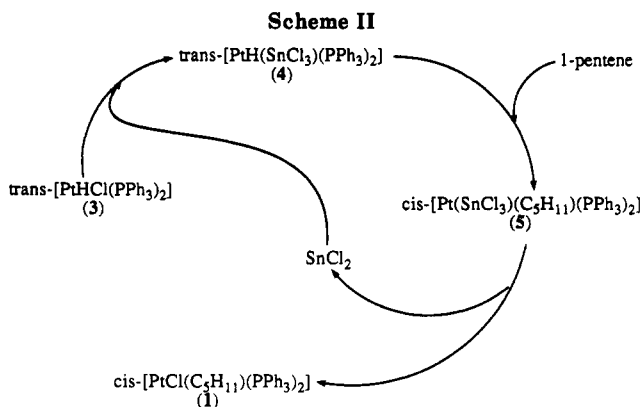 Scheme II
trans-[PtH(SnCl₃)(PPh₃)₂]
(4)
1-pentene
trans-[PtHCl(PPh₃)₂]
(3)
cis-[Pt(SnCl₃)(C₅H₁₁)(PPh₃)₂]
(5)
SnCl₂
cis-[PtCl(C₅H₁₁)(PPh₃)₂]
(1)